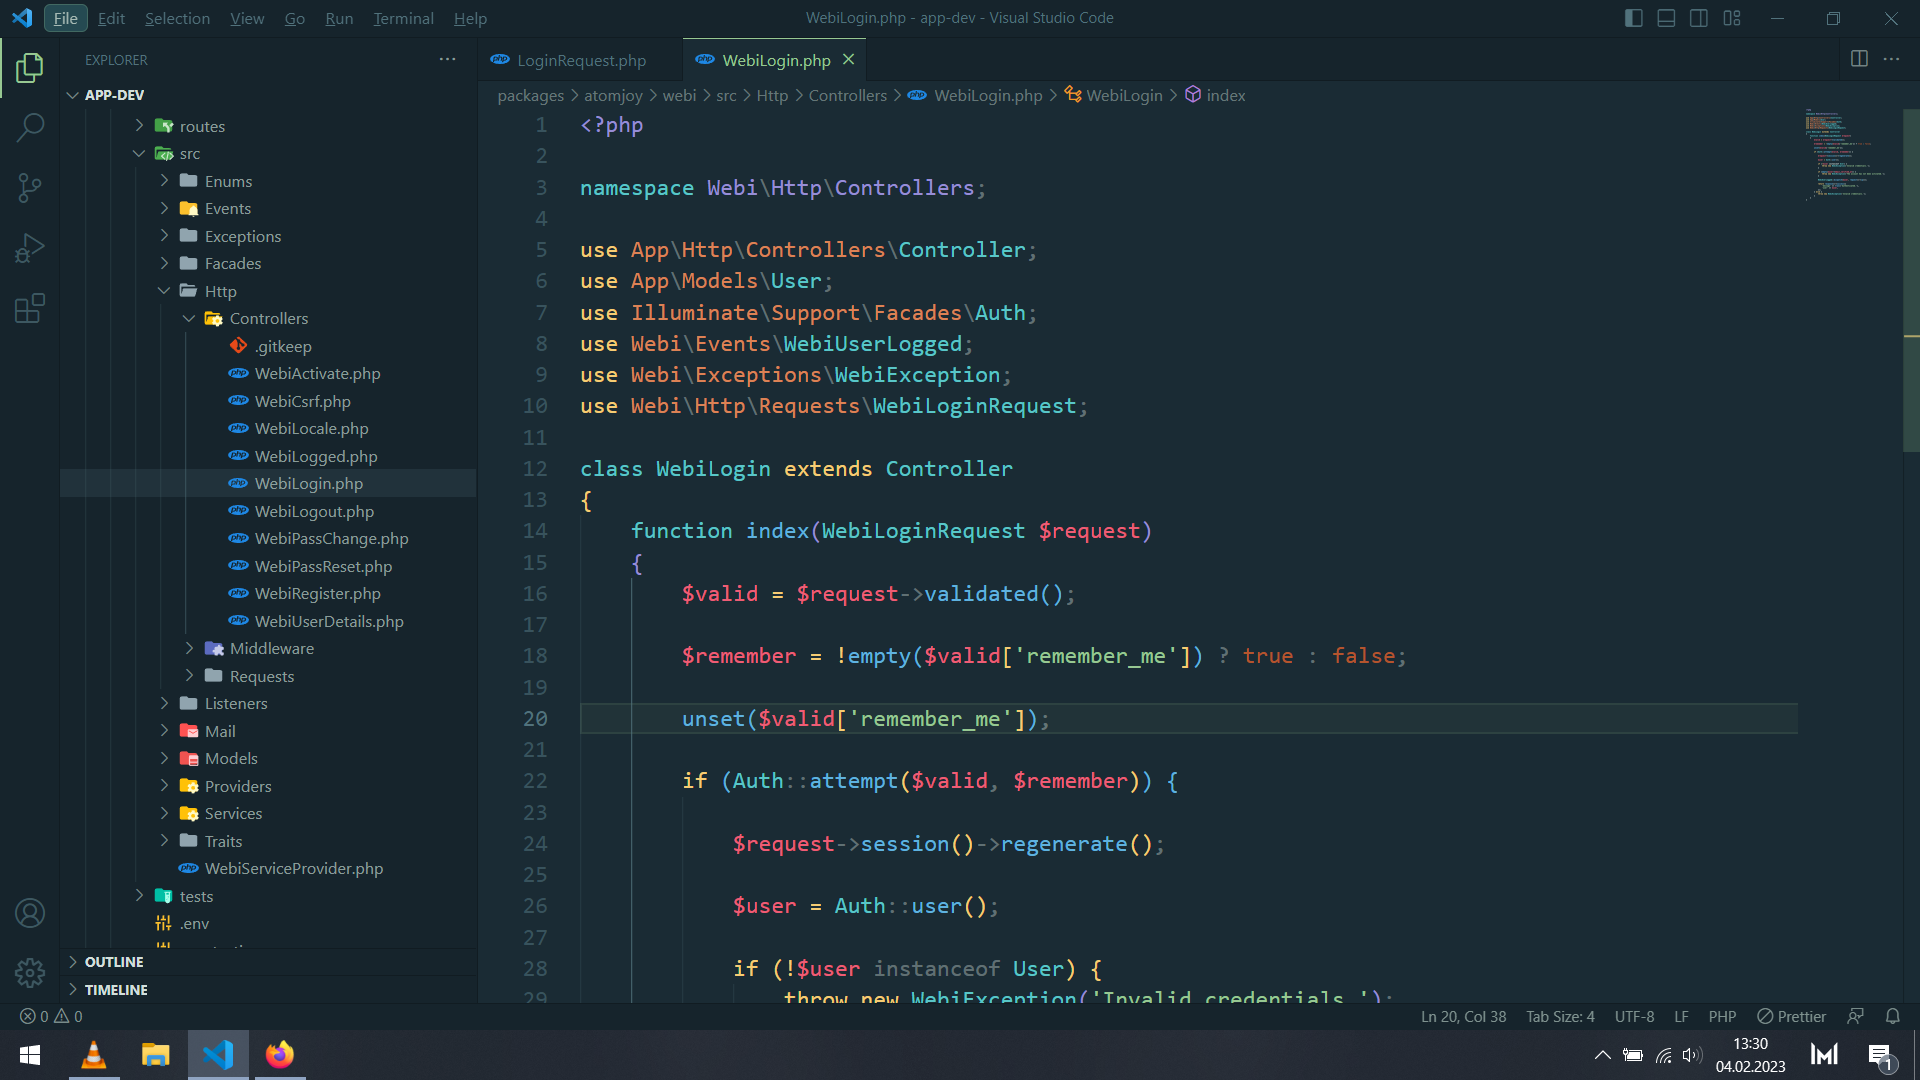 File Edit Selection View Go Run Terminal Help
WebiLogin.php - app-dev - Visual Studio Code
EXPLORER
APP-DEV
routes
src
Enums
Events
Exceptions
Facades
Http
Controllers
.gitkeep
WebiActivate.php
WebiCsrf.php
WebiLocale.php
WebiLogged.php
WebiLogin.php
WebiLogout.php
WebiPassChange.php
WebiPassReset.php
WebiRegister.php
WebiUserDetails.php
Middleware
Requests
Listeners
Mail
Models
Providers
Services
Traits
WebiServiceProvider.php
tests
.env
OUTLINE
TIMELINE
LoginRequest.php
WebiLogin.php
packages > atomjoy > webi > src > Http > Controllers > WebiLogin.php > WebiLogin > index
1 <?php
2
3 namespace Webi\Http\Controllers;
4
5 use App\Http\Controllers\Controller;
6 use App\Models\User;
7 use Illuminate\Support\Facades\Auth;
8 use Webi\Events\WebiUserLogged;
9 use Webi\Exceptions\WebiException;
10 use Webi\Http\Requests\WebiLoginRequest;
11
12 class WebiLogin extends Controller
13 {
14 function index(WebiLoginRequest $request)
15 {
16 $valid = $request->validated();
17
18 $remember = !empty($valid['remember_me']) ? true : false;
19
20 unset($valid['remember_me']);
21
22 if (Auth::attempt($valid, $remember)) {
23
24 $request->session()->regenerate();
25
26 $user = Auth::user();
27
28 if (!$user instanceof User) {
29 throw new WebiException('Invalid credentials.');
0 0
Ln 20, Col 38 Tab Size: 4 UTF-8 LF PHP Prettier
13:30
04.02.2023
1